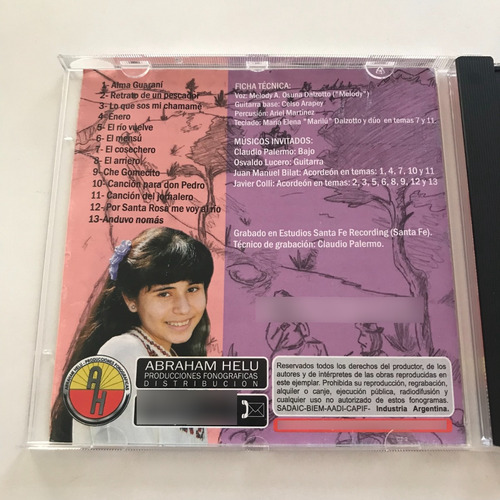 1- Alma Guaraní
2- Retrato de un pescador
3- Lo que sos mi chamame
4- Enero
5- El río vuelve
6- El mensú
7- El cosechero
8- El arriero
9- Che Gomecito
10- Canción para don Pedro
11- Canción del jornalero
12- Por Santa Rosa me voy al río
13-Anduvo nomás
FICHA TÉCNICA:
Voz: Melody A. Osuna Dalzotto ("Melody")
Guitarra base: Celso Arapey
Percusión: Ariel Martinez
Teclado: Mario Elena "Mariú" Dalzotto y dúo en temas 7 y 11.
MÚSICOS INVITADOS:
Claudio Palermo: Bajo
Osvaldo Lucero: Guitarra
Juan Manuel Bilat: Acordeón en temas: 1, 4, 7, 10 y 11
Javier Colli: Acordeón en temas: 2, 3, 5, 6, 8, 9, 12 y 13
Grabado en Estudios Santa Fe Recording (Santa Fe).
Técnico de grabación: Claudio Palermo.
AH
ABRAHAM HELU
PRODUCCIONES FONOGRAFICAS
DISTRIBUCION
Reservados todos los derechos del productor, de los
autores y de intérpretes de las obras reproducidas en
este ejemplar. Prohibida su reproducción, regrabación,
alquiler o canje, ejecución pública, radiodifusión y
cualquier uso no autorizado de estos fonogramas.
SADAIC-BIEM-AADI-CAPIF- Industria Argentina.